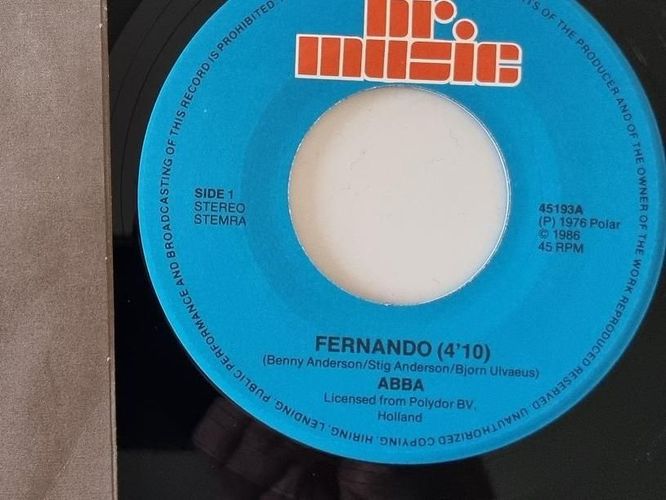 br.
music
TS OF THE PRODUCER AND OF THE OWNER OF THE WORK REPRODUCED RESERVED. UNAUTHORIZED COPYING, HIRING, LENDING, PUBLIC PERFORMANCE AND BROADCASTING OF THIS RECORD IS PROHIBITED.
SIDE 1
STEREO
STEMRA
45193A
(P) 1976 Polar
© 1986
45 RPM
FERNANDO (4'10)
(Benny Anderson/Stig Anderson/Bjorn Ulvaeus)
ABBA
Licensed from Polydor BV,
Holland